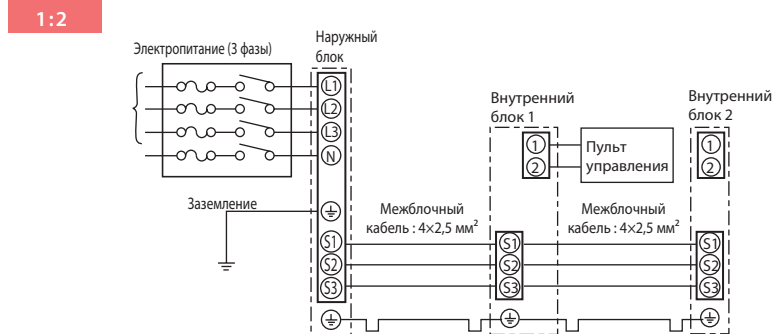 1:2
Электропитание (3 фазы)
Наружный
блок
L1
L2
L3
N
Заземление
S1
S2
S3
Межблочный
кабель : 4×2,5 мм²
Внутренний
блок 1
1
2
Пульт
управления
S1
S2
S3
Межблочный
кабель : 4×2,5 мм²
Внутренний
блок 2
1
2
S1
S2
S3